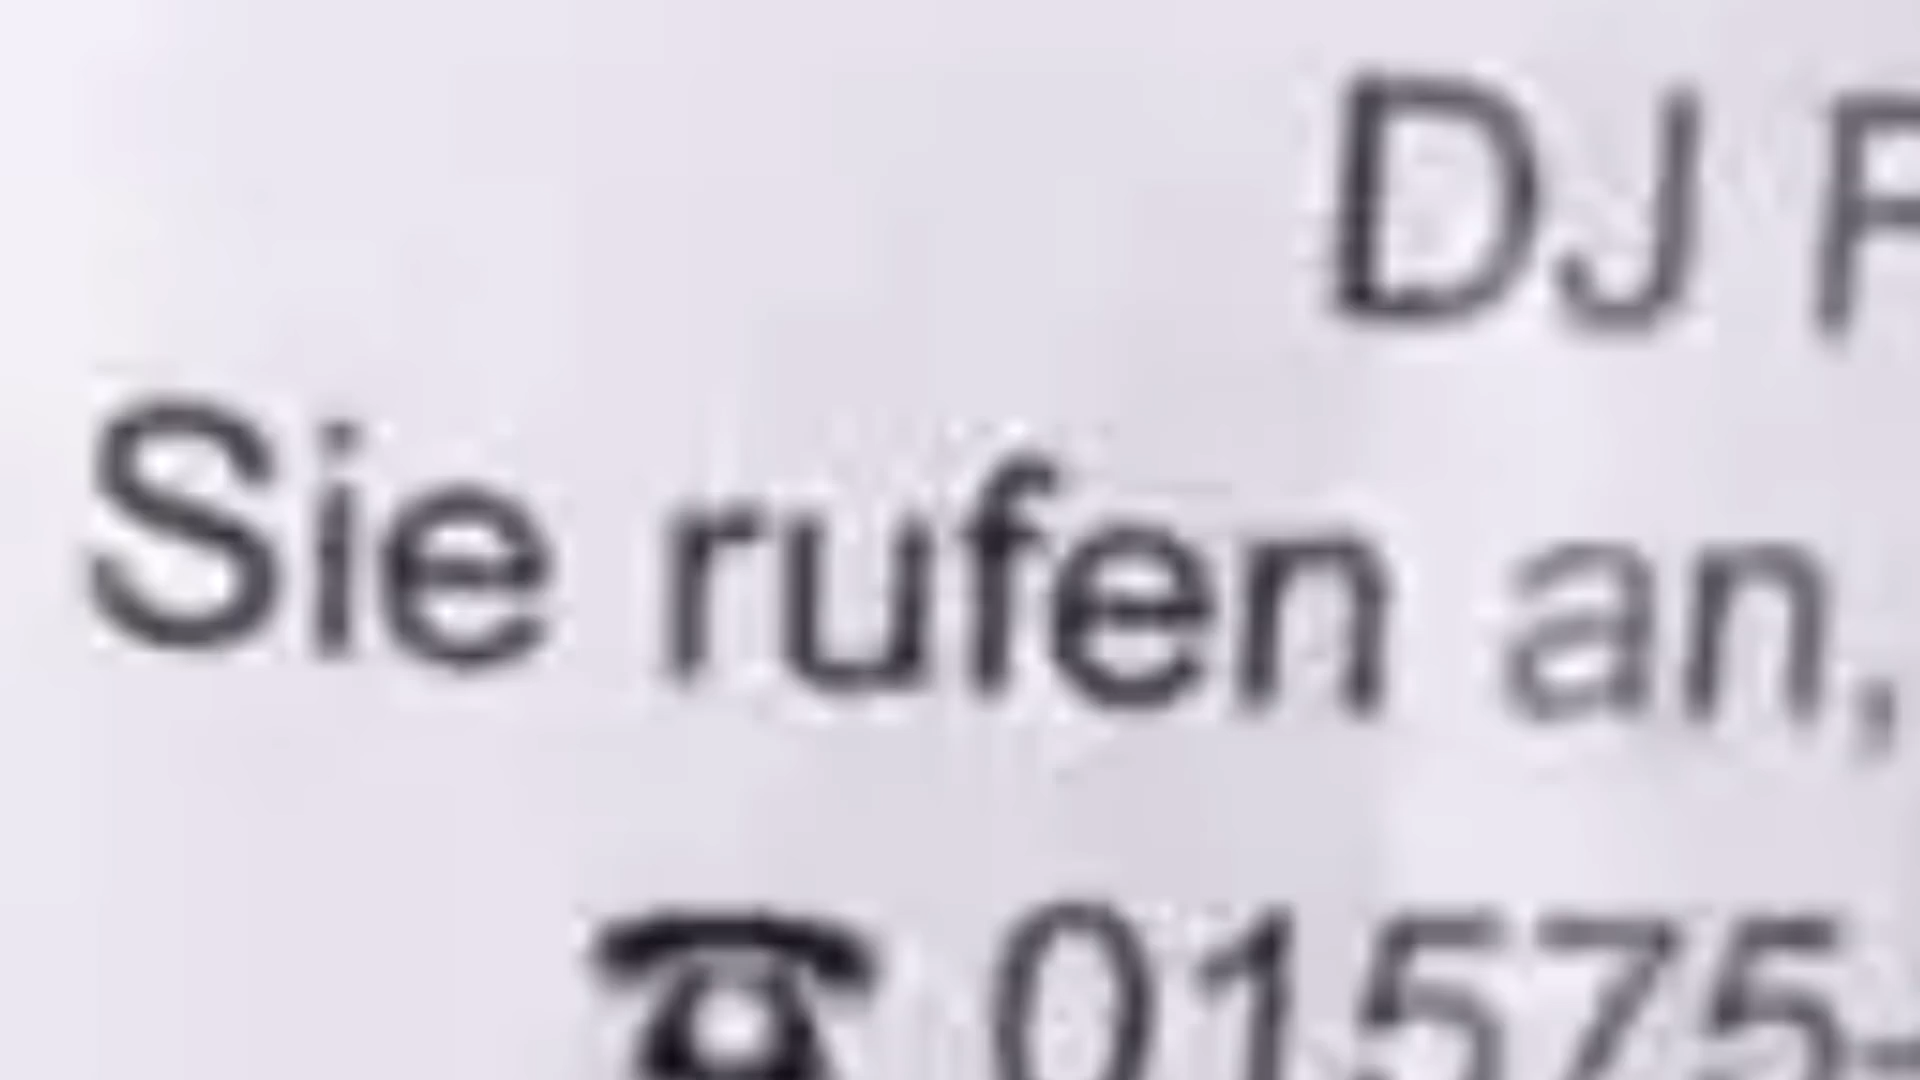 DJ
Sie rufen an,
☎ 01575-